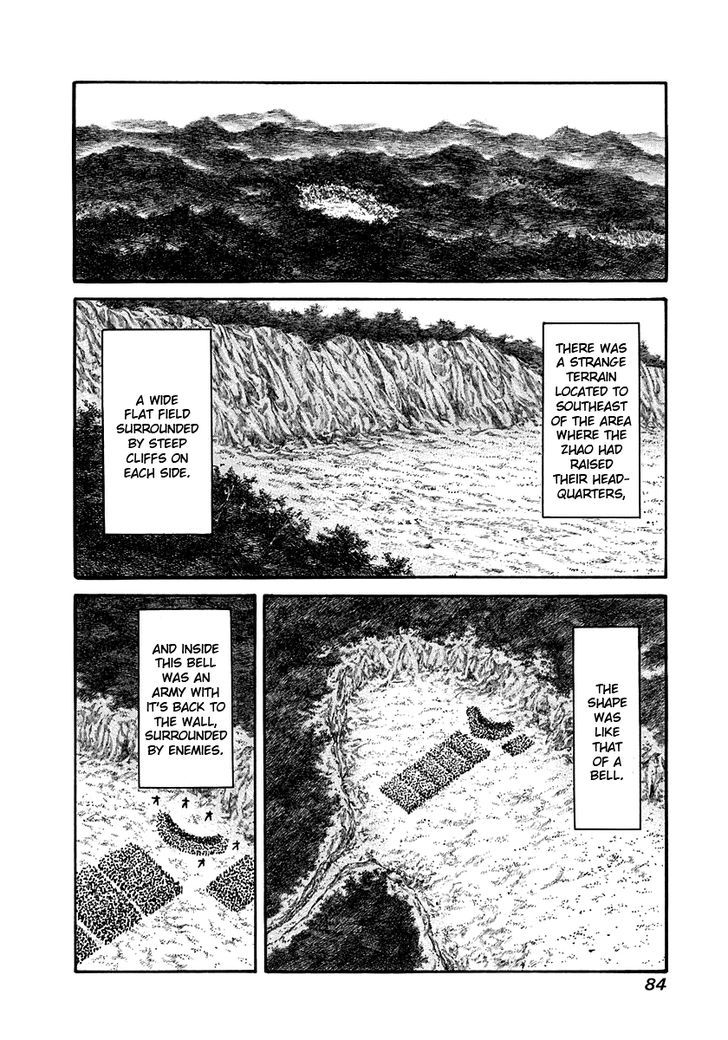 THERE WAS
A STRANGE
TERRAIN
LOCATED TO
SOUTHEAST
OF THE AREA
WHERE THE
ZHAO HAD
RAISED
THEIR HEAD-
QUARTERS,
A WIDE
FLAT FIELD
SURROUNDED
BY STEEP
CLIFFS ON
EACH SIDE.
THE
SHAPE
WAS
LIKE
THAT
OF A
BELL.
AND INSIDE
THIS BELL
WAS AN
ARMY WITH
IT'S BACK
TO THE
WALL,
SURROUNDED
BY ENEMIES.
84